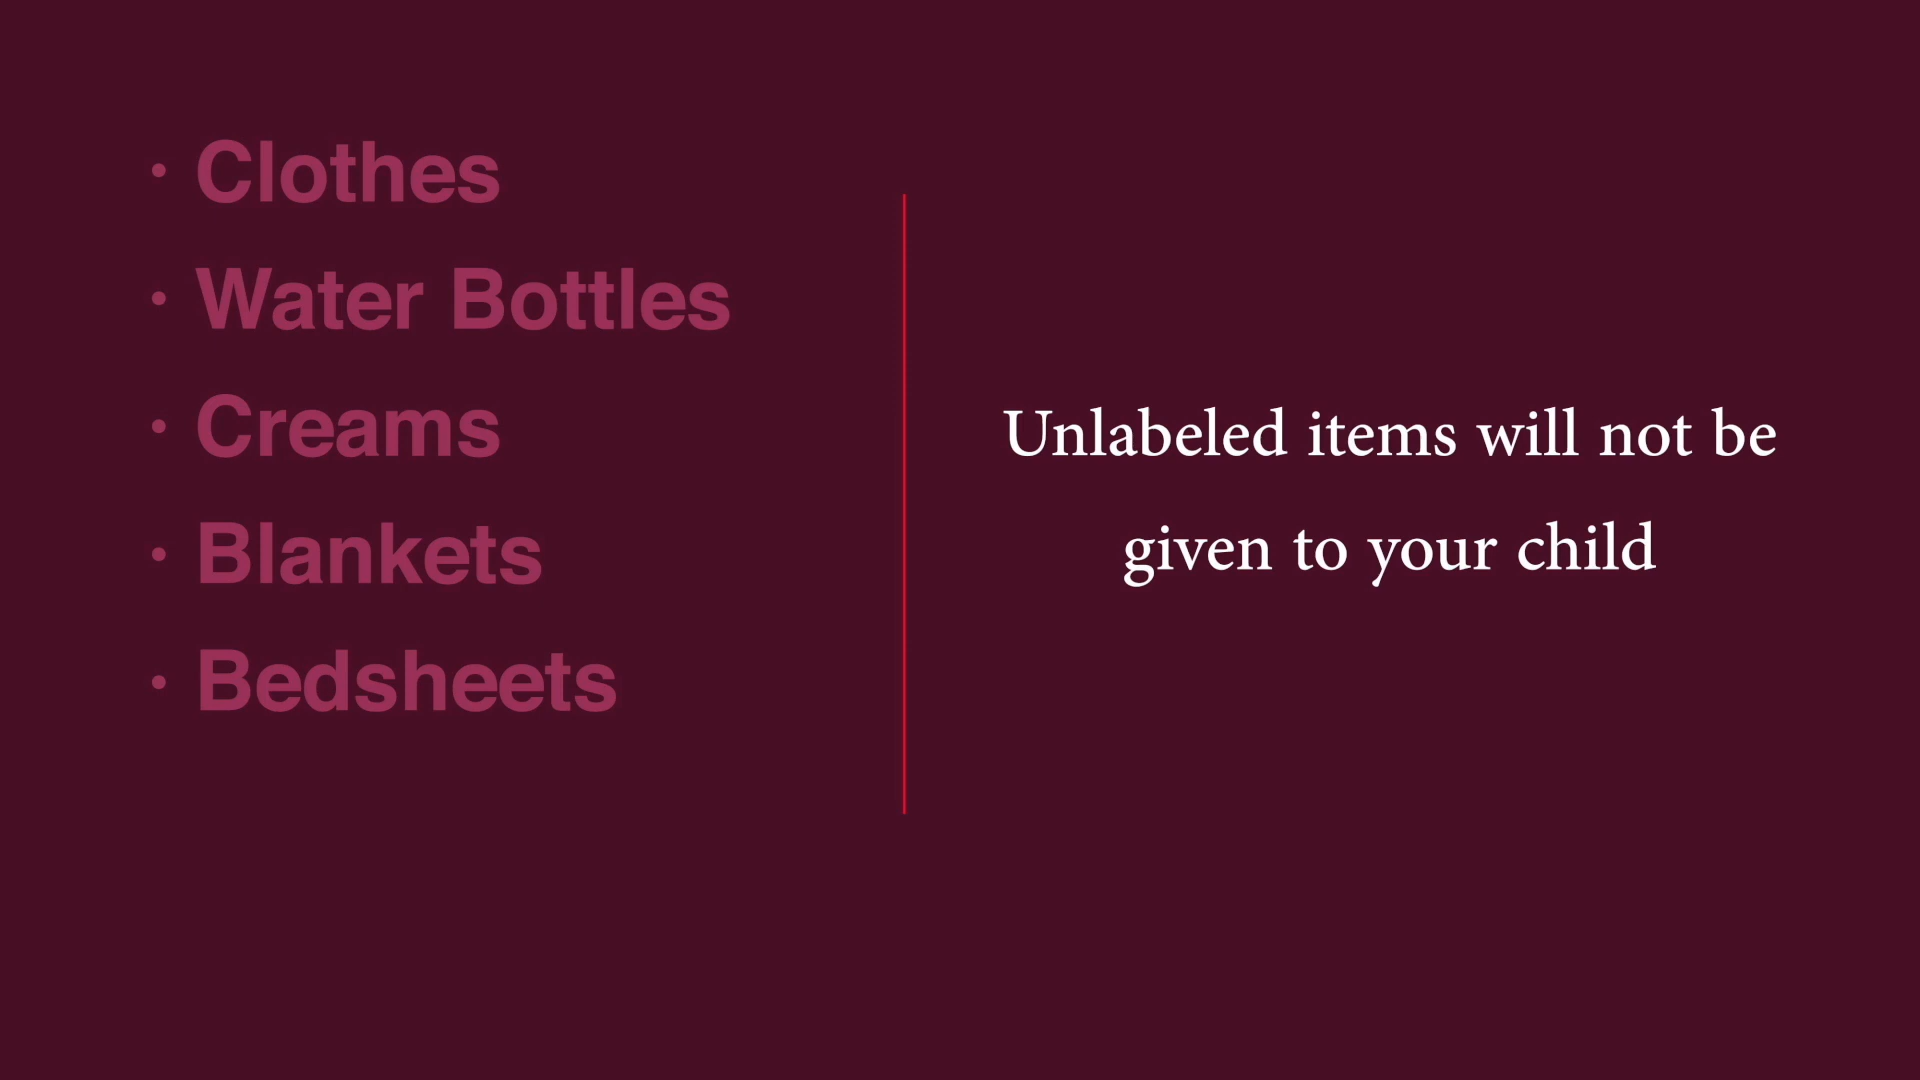 • Clothes
• Water Bottles
• Creams
• Blankets
• Bedsheets
Unlabeled items will not be
given to your child